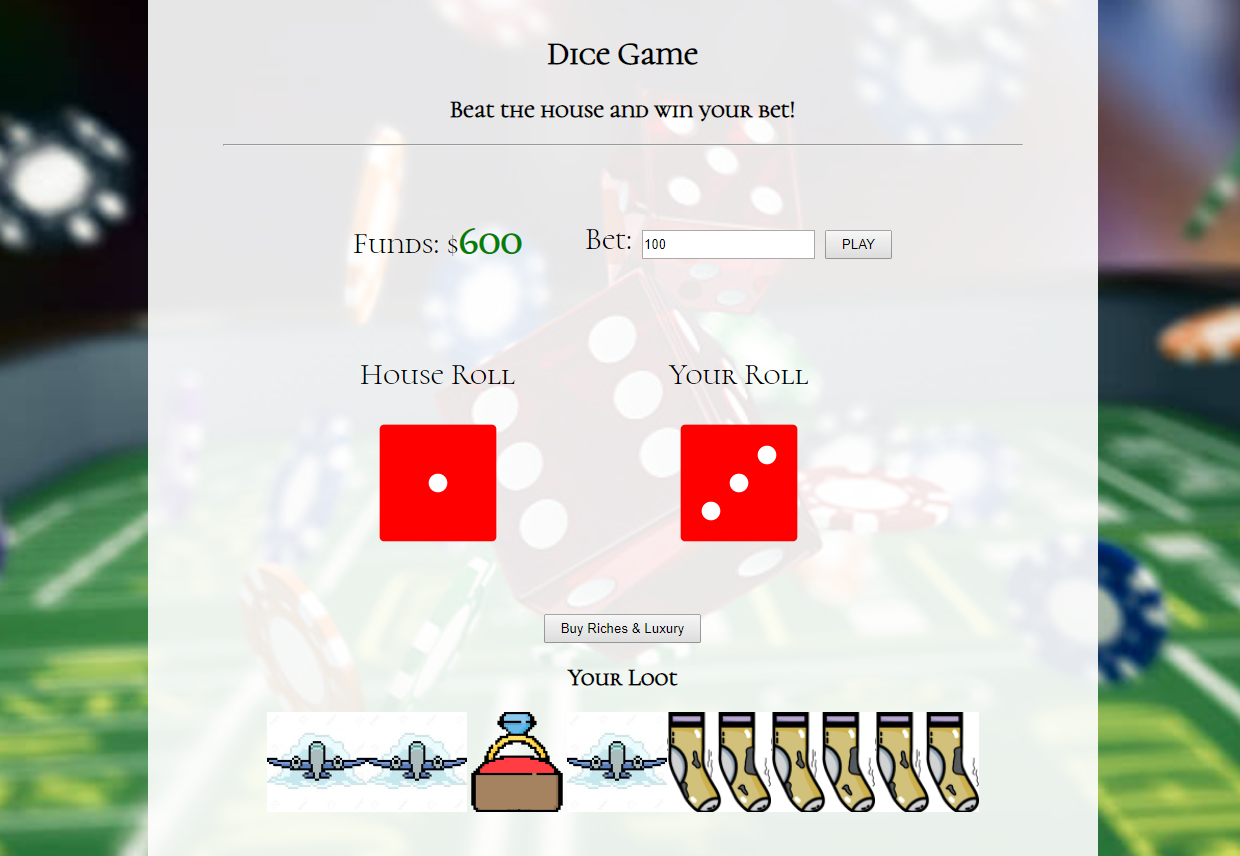 Dice Game
Beat the house and win your bet!
Funds: $600 Bet: 100 PLAY
House Roll Your Roll
Buy Riches & Luxury
Your Loot